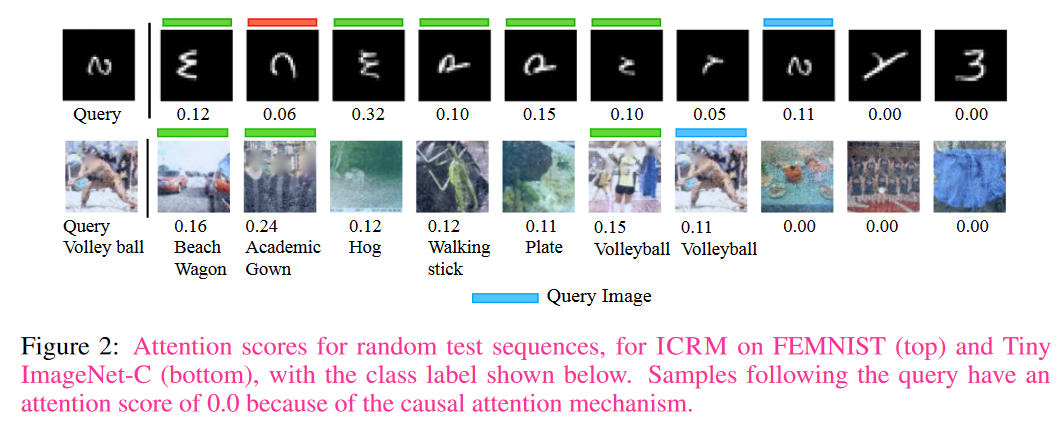 Query 0.12 0.06 0.32 0.10 0.15 0.10 0.05 0.11 0.00 0.00
Query 0.16 0.24 0.12 0.12 0.11 0.15 0.11 0.00 0.00 0.00
Volley ball Beach Academic Hog Walking Plate Volleyball Volleyball
Wagon Gown stick
Query Image
Figure 2: Attention scores for random test sequences, for ICRM on FEMNIST (top) and Tiny
ImageNet-C (bottom), with the class label shown below. Samples following the query have an
attention score of 0.0 because of the causal attention mechanism.